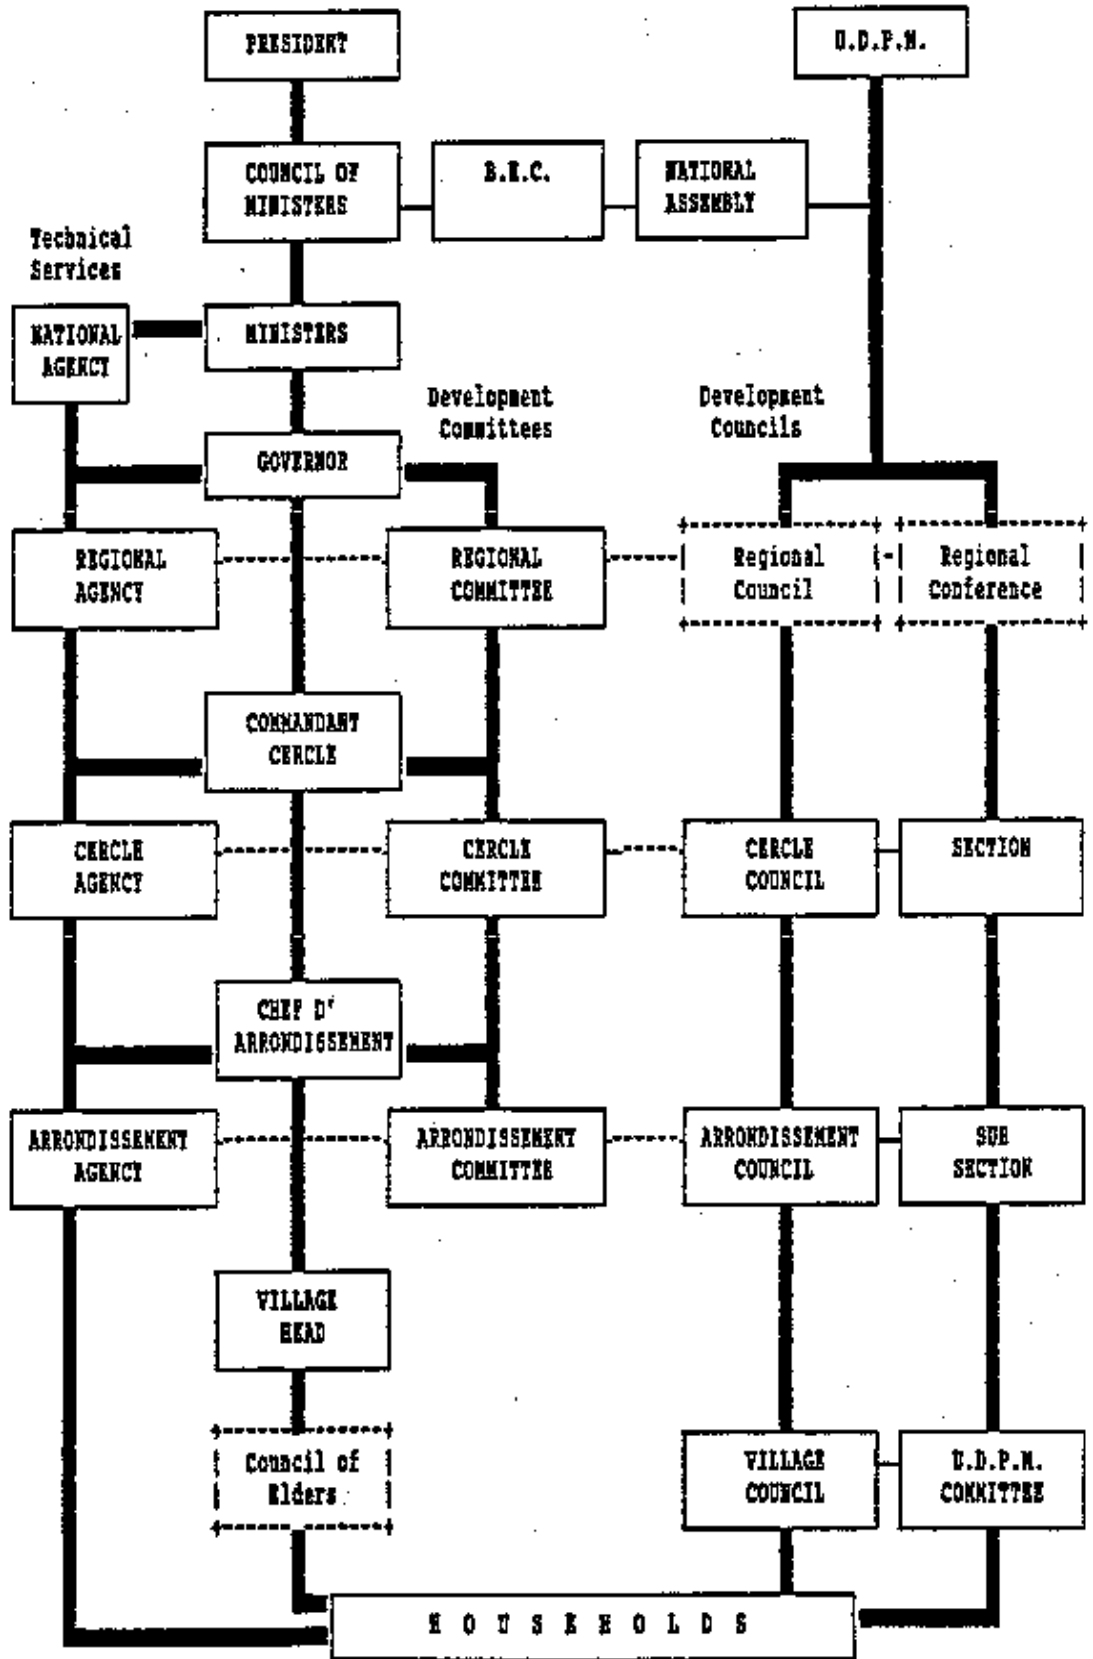 PRESIDENT
U.D.P.M.
COUNCIL OF
MINISTERS
B.E.C.
NATIONAL
ASSEMBLY
Technical
Services
NATIONAL
AGENCY
MINISTERS
Development
Committees
Development
Councils
GOVERNOR
REGIONAL
AGENCY
REGIONAL
COMMITTEE
Regional
Council
Regional
Conference
COMMANDANT
CERCLE
CERCLE
AGENCY
CERCLE
COMMITTEE
CERCLE
COUNCIL
SECTION
CHEF D'
ARRONDISSEMENT
ARRONDISSEMENT
AGENCY
ARRONDISSEMENT
COMMITTEE
ARRONDISSEMENT
COUNCIL
SUB
SECTION
VILLAGE
HEAD
Council of
Elders
VILLAGE
COUNCIL
U.D.P.M.
COMMITTEE
H O U S E H O L D S